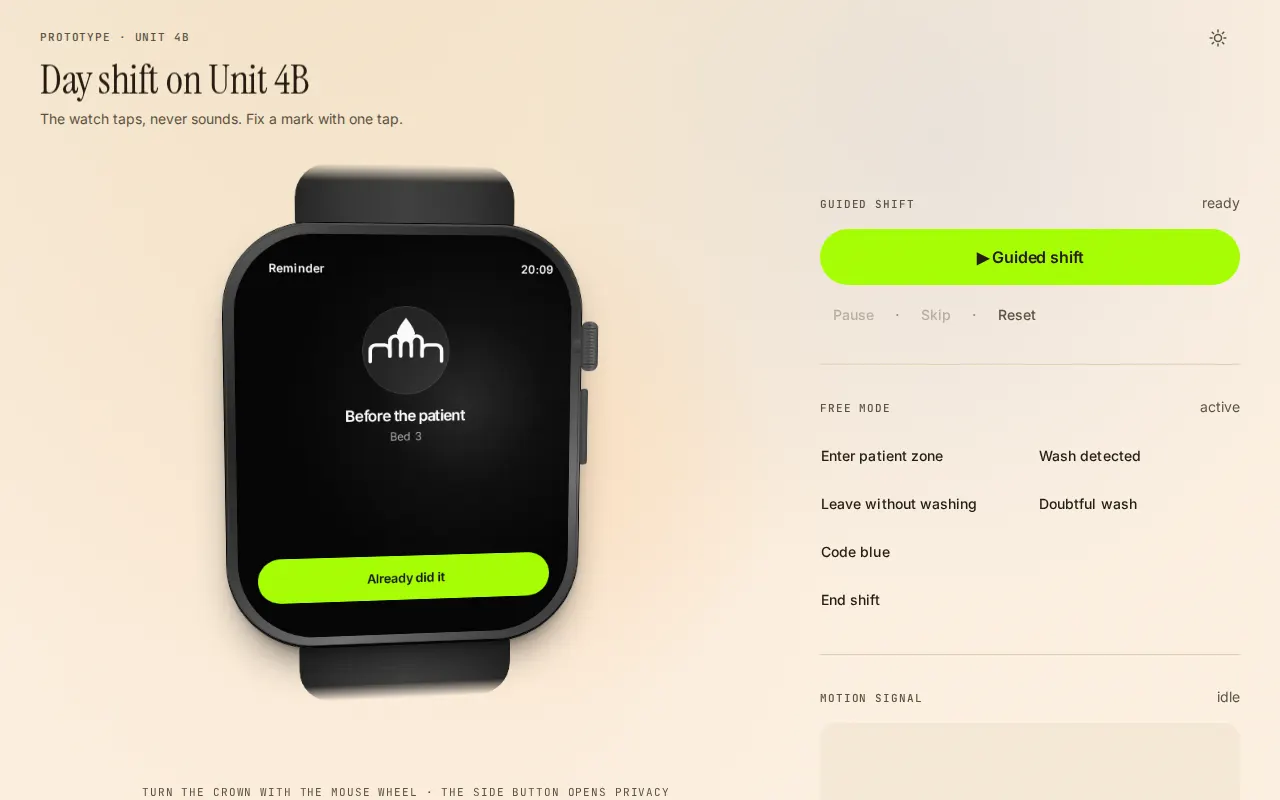 PROTOTYPE · UNIT 4B
Day shift on Unit 4B
The watch taps, never sounds. Fix a mark with one tap.
Reminder 20:09
Before the patient
Bed 3
Already did it
TURN THE CROWN WITH THE MOUSE WHEEL · THE SIDE BUTTON OPENS PRIVACY
GUIDED SHIFT ready
▶ Guided shift
Pause · Skip · Reset
FREE MODE active
Enter patient zone Wash detected
Leave without washing Doubtful wash
Code blue
End shift
MOTION SIGNAL idle